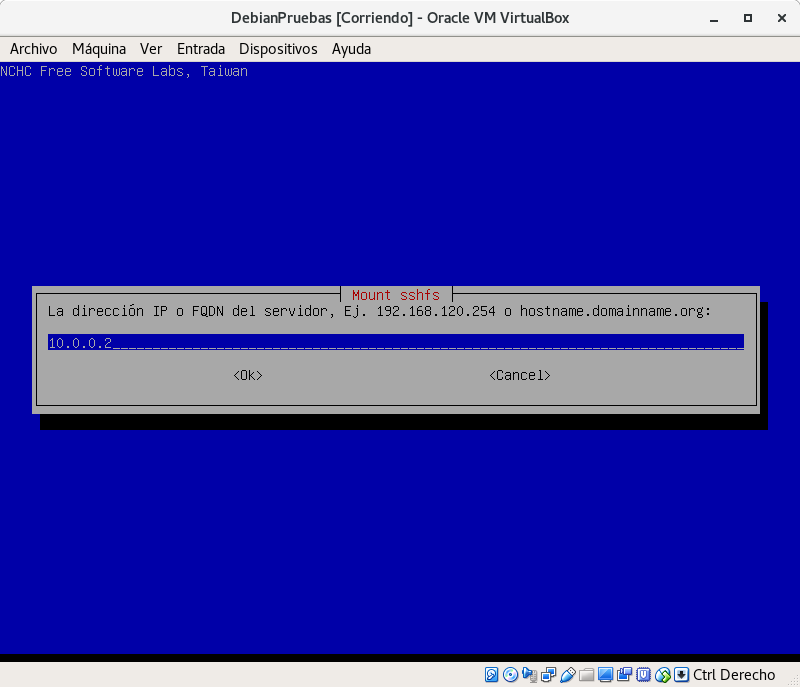 DebianPruebas [Corriendo] - Oracle VM VirtualBox
Archivo Máquina Ver Entrada Dispositivos Ayuda
NCHC Free Software Labs, Taiwan
Mount sshfs
La dirección IP o FQDN del servidor, Ej. 192.168.120.254 o hostname.domainname.org:
10.0.0.2
<Ok> <Cancel>
Ctrl Derecho